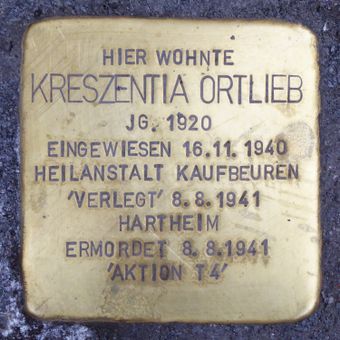 HIER WOHNTE
KRESZENTIA ORTLIEB
JG. 1920
EINGEWIESEN 16.11. 1940
HEILANSTALT KAUFBEUREN
'VERLEGT' 8.8.1941
HARTHEIM
ERMORDET 8.8.1941
'AKTION T4'